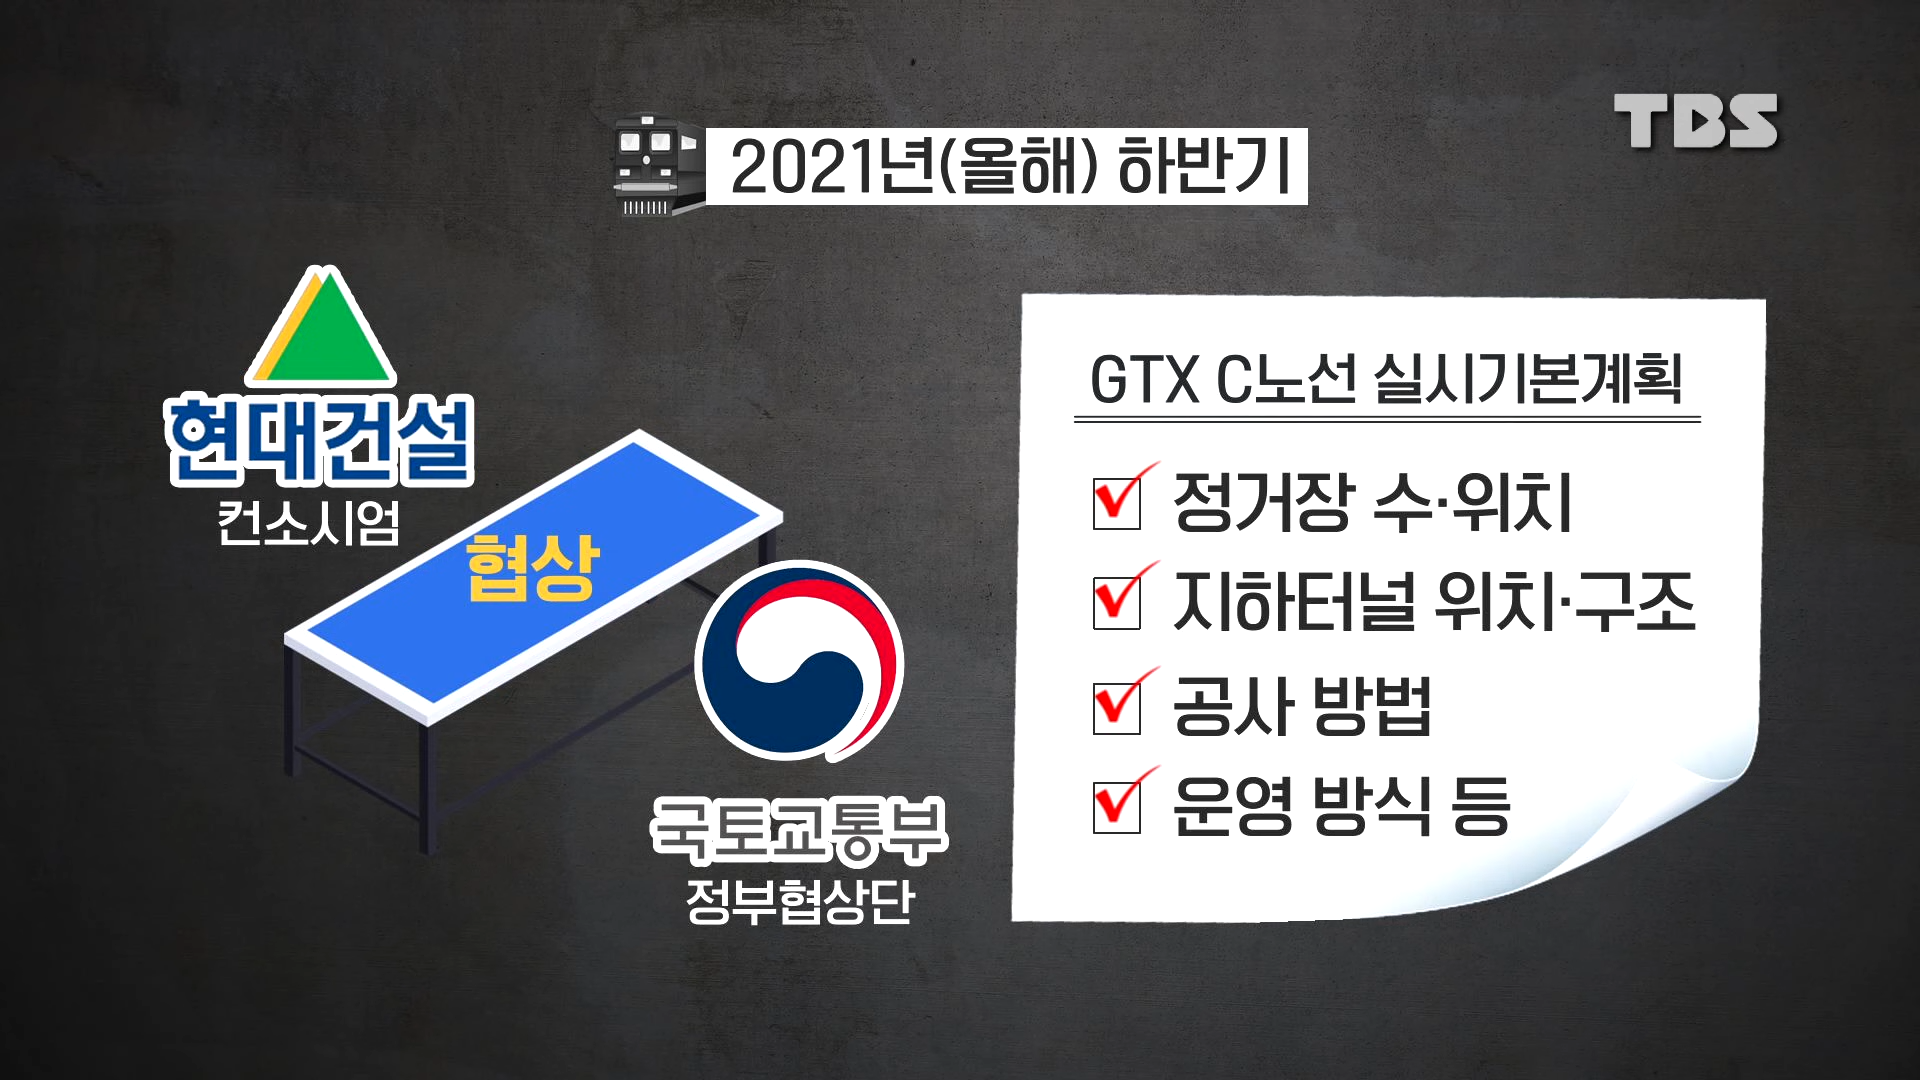 TBS
2021년(올해) 하반기
현대건설
컨소시엄
협상
국토교통부
정부협상단
GTX C노선 실시기본계획
정거장 수·위치
지하터널 위치·구조
공사 방법
운영 방식 등